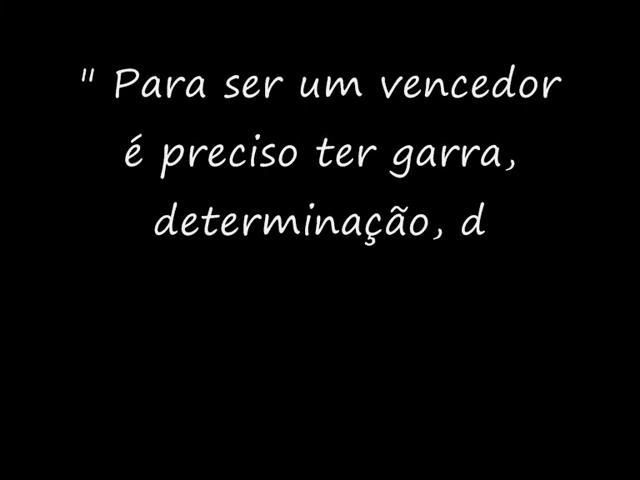 " Para ser um vencedor
é preciso ter garra,
determinação, d